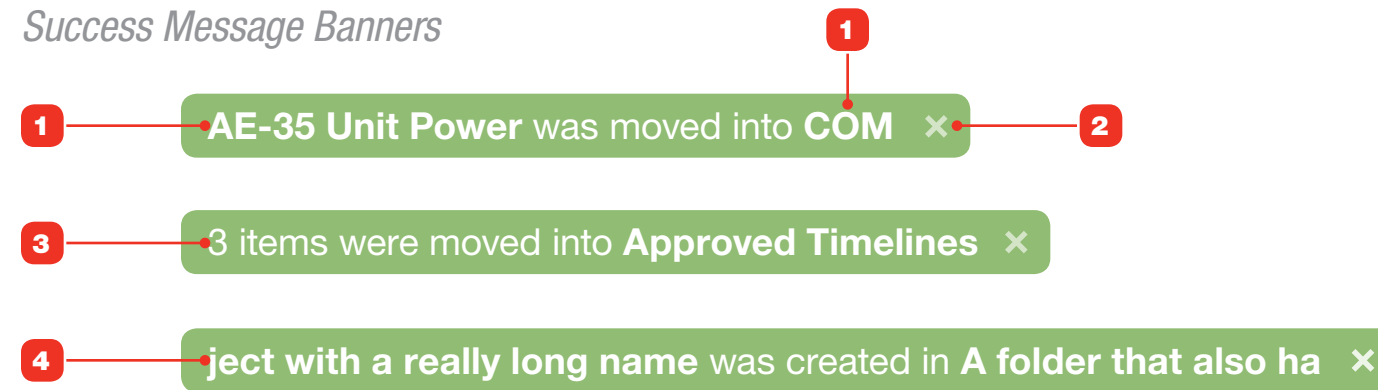 Success Message Banners
1
1 AE-35 Unit Power was moved into COM × 2
3 3 items were moved into Approved Timelines ×
4 ject with a really long name was created in A folder that also ha ×